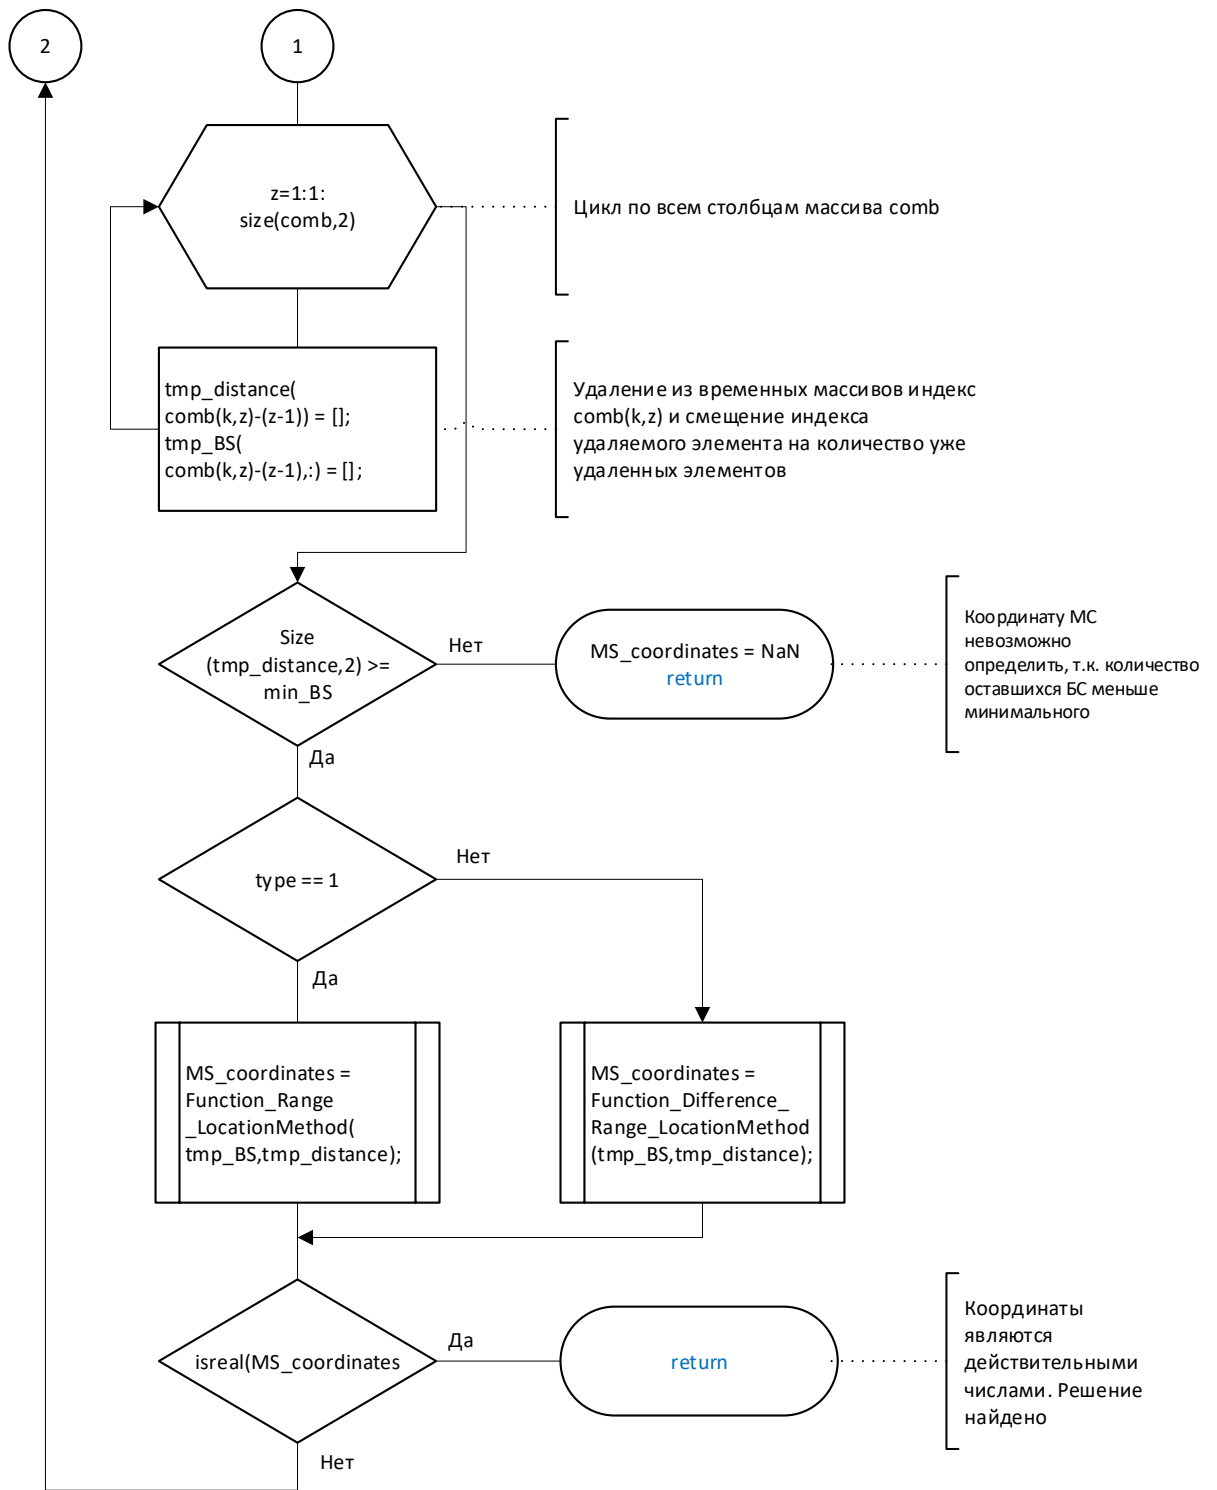 2
1
z=1:1:
size(comb,2)
Цикл по всем столбцам массива comb
tmp_distance(
comb(k,z)-(z-1)) = [];
tmp_BS(
comb(k,z)-(z-1),:) = [];
Удаление из временных массивов индекс
comb(k,z) и смещение индекса
удаляемого элемента на количество уже
удаленных элементов
Size
(tmp_distance,2) >=
min_BS
Нет
MS_coordinates = NaN
return
Координату МС
невозможно
определить, т.к. количество
оставшихся БС меньше
минимального
Да
type == 1
Нет
Да
MS_coordinates =
Function_Range
_LocationMethod(
tmp_BS,tmp_distance);
MS_coordinates =
Function_Difference_
Range_LocationMethod
(tmp_BS,tmp_distance);
isreal(MS_coordinates
Да
return
Координаты
являются
действительными
числами. Решение
найдено
Нет